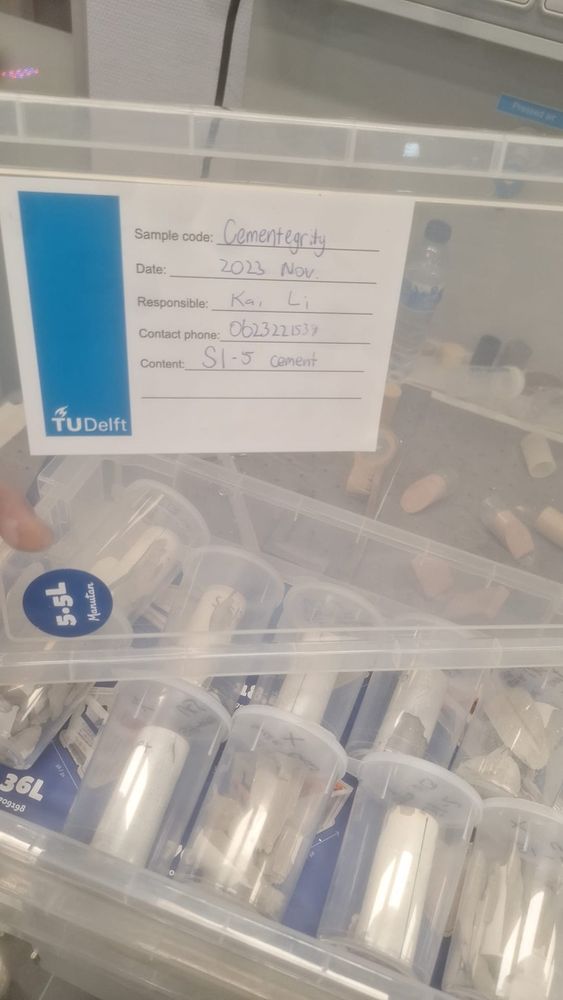 Sample code: Cementegrity
Date: 2023 Nov.
Responsible: Kai Li
Contact phone:
Content: S1-5 cement
TUDelft
5.5L
Manutan
36L